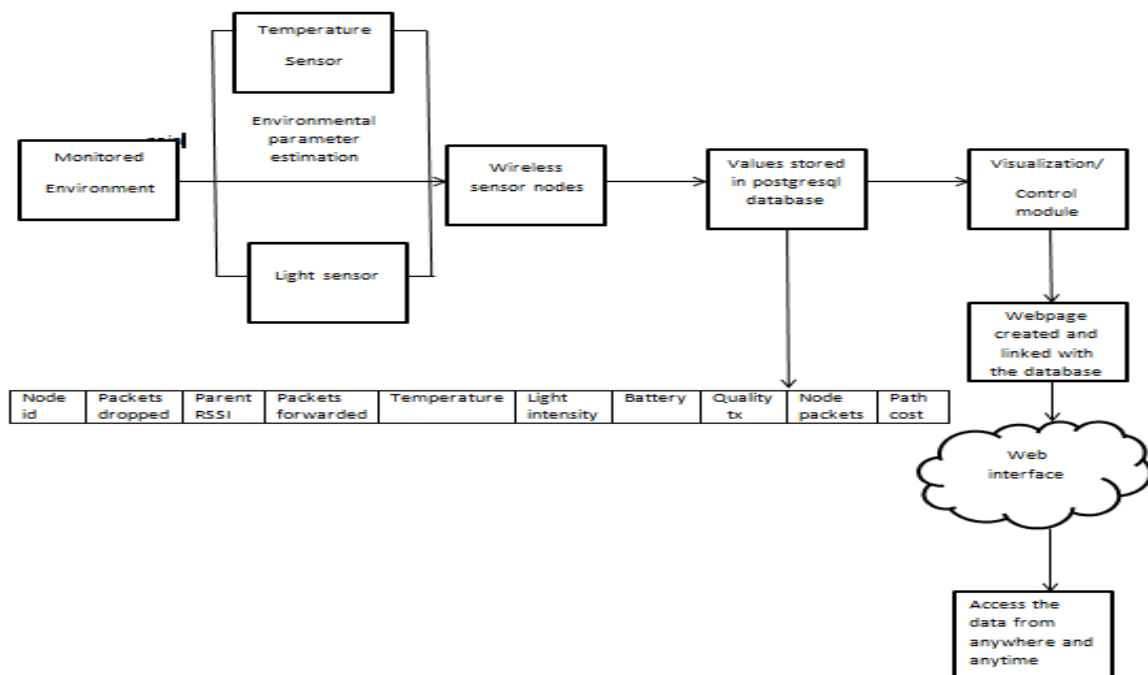 Temperature
Sensor
Environmental
parameter
estimation
Monitored
Environment
Light sensor
Wireless
sensor nodes
Values stored
in postgresql
database
Visualization/
Control
module
Webpage
created and
linked with
the database
Node
id
Packets
dropped
Parent
RSSI
Packets
forwarded
Temperature
Light
intensity
Battery
Quality
tx
Node
packets
Path
cost
Web
interface
Access the
data from
anywhere and
anytime